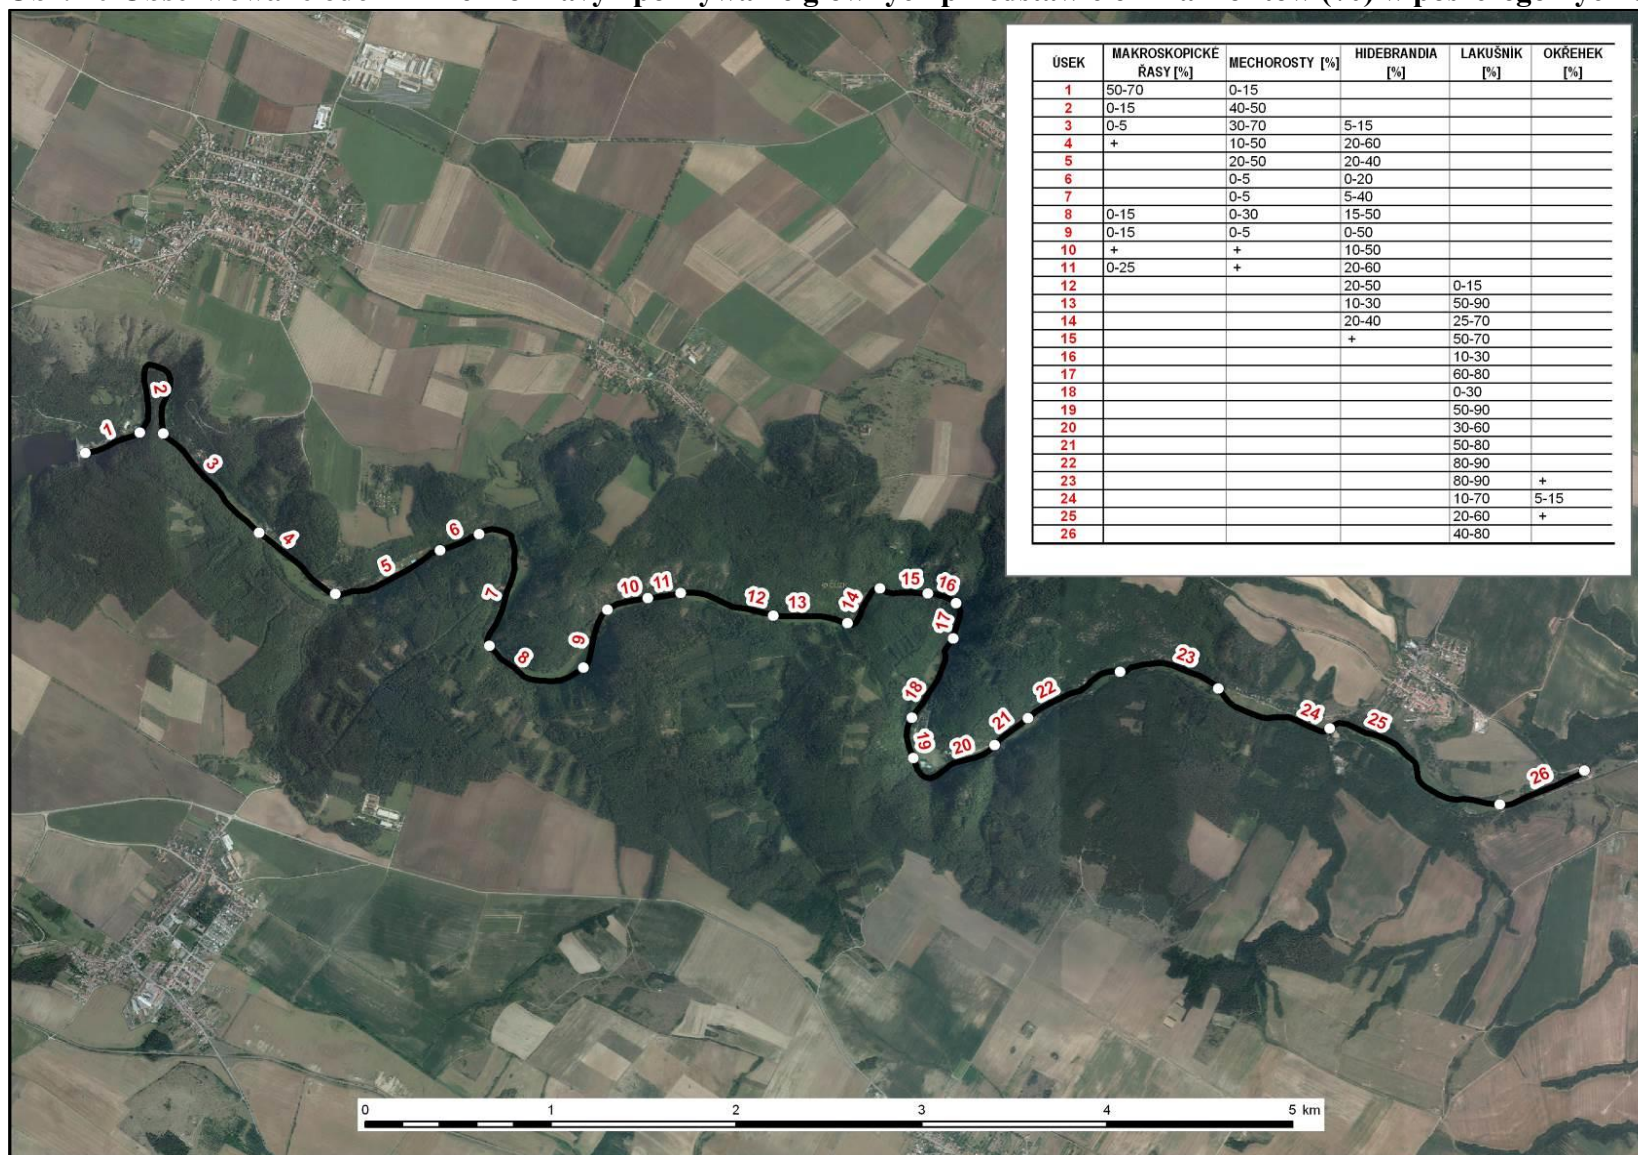 ÚSEK MAKROSKOPICKÉ ŘASY [%] MECHOROSTY [%] HIDEBRANDIA [%] LAKUŠNÍK [%] OKŘEHEK [%]
1 50-70 0-15
2 0-15 40-50
3 0-5 30-70 5-15
4 + 10-50 20-60
5 20-50 20-40
6 0-5 0-20
7 0-5 5-40
8 0-15 0-30 15-50
9 0-15 0-5 0-50
10 + + 10-50
11 0-25 + 20-60
12 20-50 0-15
13 10-30 50-90
14 20-40 25-70
15 + 50-70
16 10-30
17 60-80
18 0-30
19 50-90
20 30-60
21 50-80
22 80-90
23 80-90 +
24 10-70 5-15
25 20-60 +
26 40-80
1
2
3
4
5
6
7
8
9
10
11
12
13
14
15
16
17
18
19
20
21
22
23
24
25
26
0 1 2 3 4 5 km